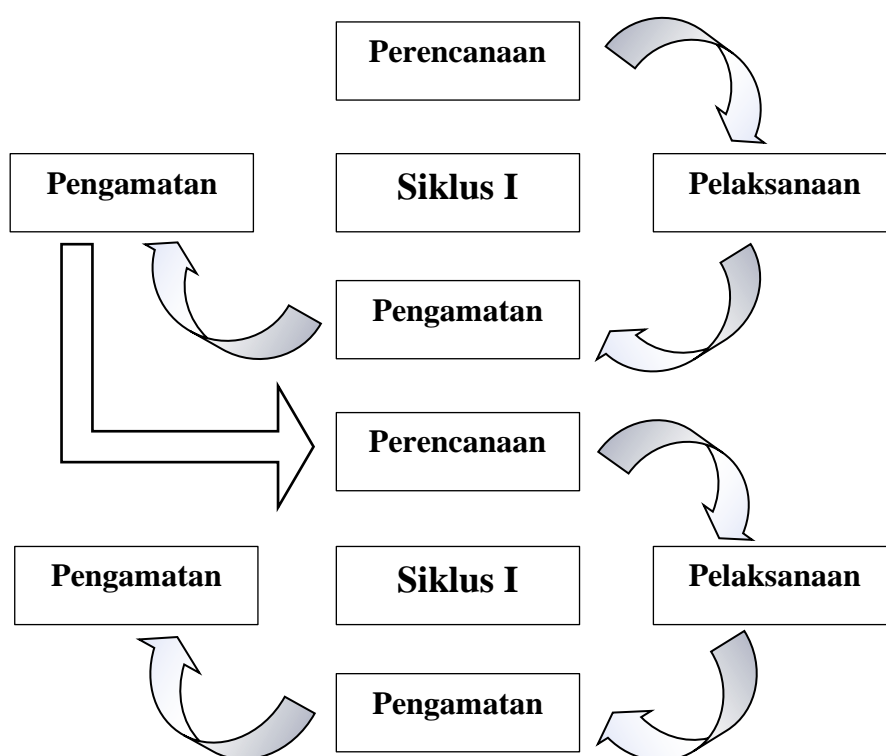 Perencanaan
Pengamatan
Siklus I
Pelaksanaan
Pengamatan
Perencanaan
Pengamatan
Siklus I
Pelaksanaan
Pengamatan